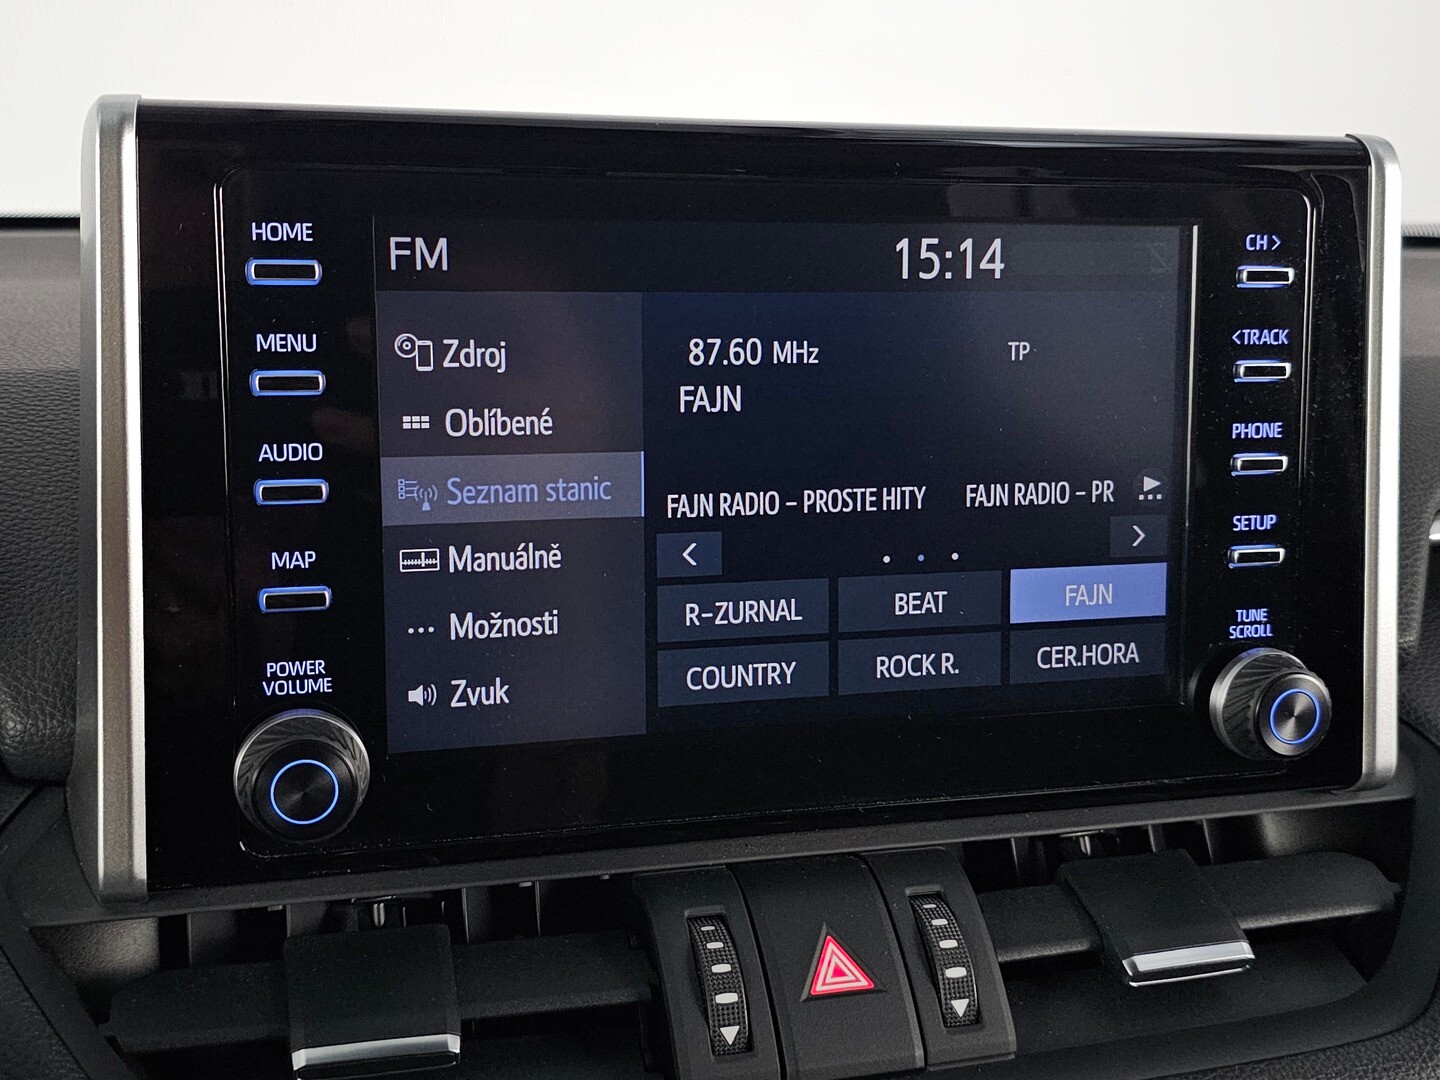 HOME
MENU
AUDIO
MAP
POWER
VOLUME
FM
15:14
Zdroj
Oblíbené
Seznam stanic
Manuálně
Možnosti
Zvuk
87.60 MHz
TP
FAJN
FAJN RADIO - PROSTE HITY FAJN RADIO - PR
R-ZURNAL
BEAT
FAJN
COUNTRY
ROCK R.
CER.HORA
CH>
<TRACK
PHONE
SETUP
TUNE
SCROLL